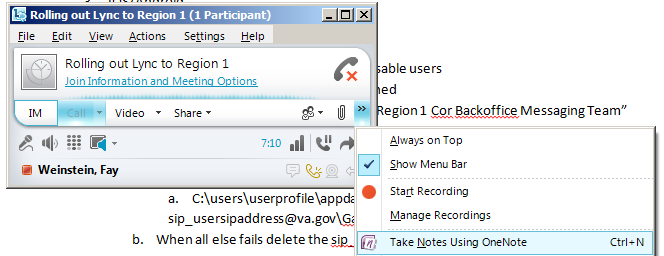 Rolling out Lync to Region 1 (1 Participant)
File Edit View Actions Settings Help
Rolling out Lync to Region 1
Join Information and Meeting Options
sable users
ned
IM Call Video Share
Region 1 Cor Backoffice Messaging Team”
7:10
Always on Top
Weinstein, Fay
Show Menu Bar
Start Recording
a. C:\users\userprofile\appda
Manage Recordings
sip_usersipaddress@va.gov\Ga
b. When all else fails delete the sip_
Take Notes Using OneNote Ctrl+N